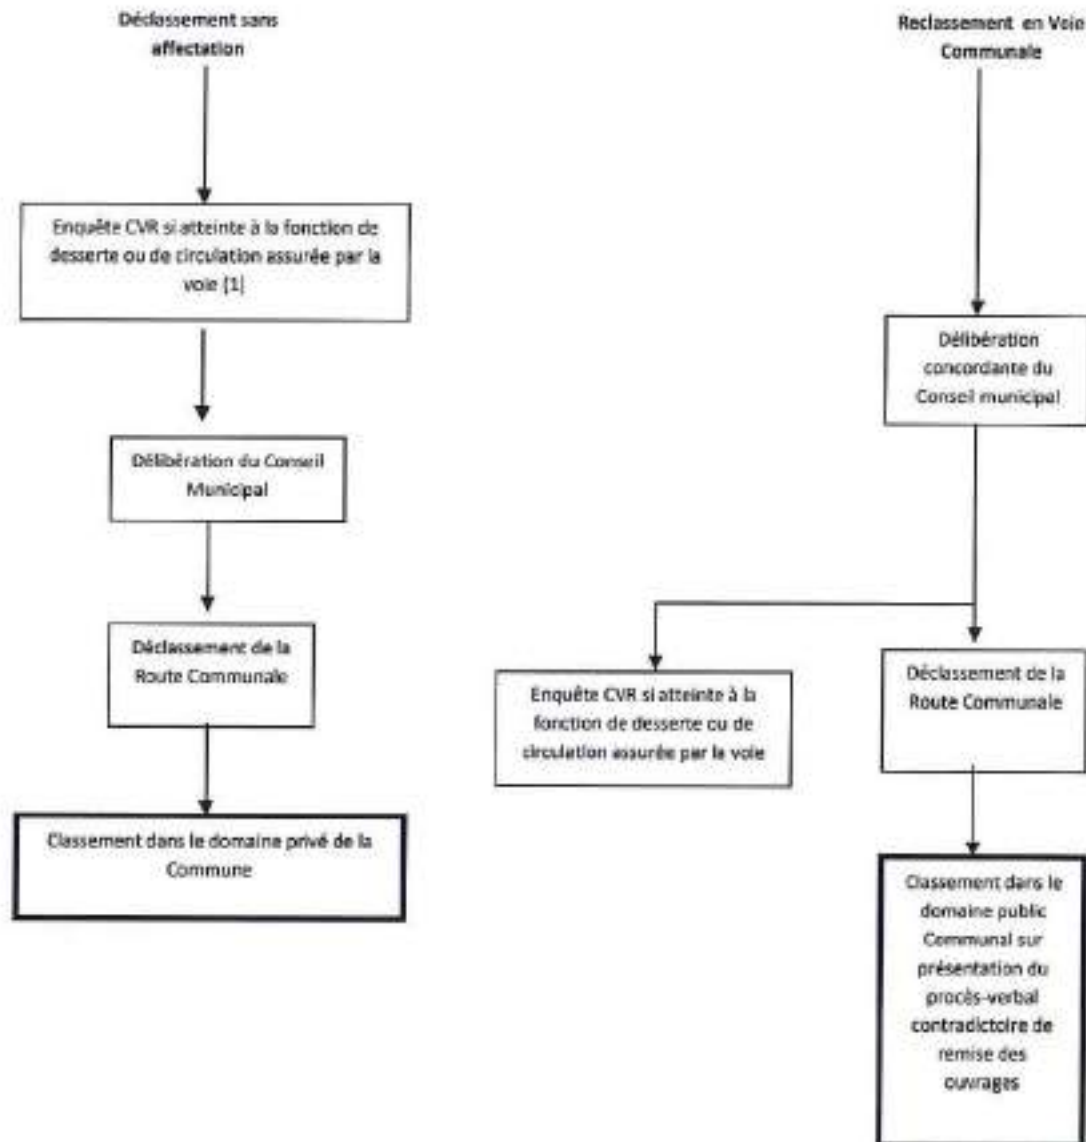 Déclassement sans
affectation
Enquête CVR si atteinte à la fonction de
desserte ou de circulation assurée par la
voie (1)
Délibération du Conseil
Municipal
Déclassement de la
Route Communale
Classement dans le domaine privé de la
Commune
Reclassement en Voie
Communale
Délibération
concordante du
Conseil municipal
Enquête CVR si atteinte à la
fonction de desserte ou de
circulation assurée par la voie
Déclassement de la
Route Communale
Classement dans le
domaine public
Communal sur
présentation du
procès-verbal
contradictoire de
remise des
ouvrages